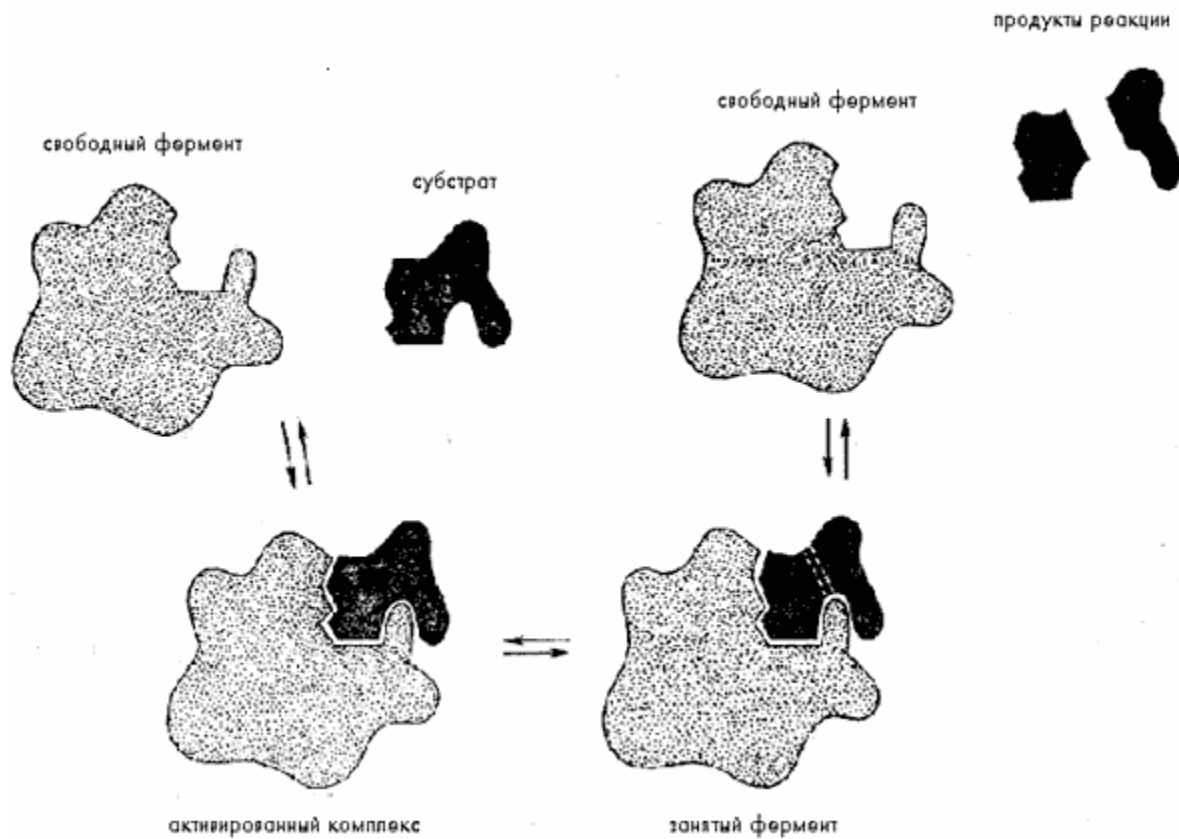 продукты реакции
свободный фермент
свободный фермент
субстрат
активированный комплекс
занятый фермент